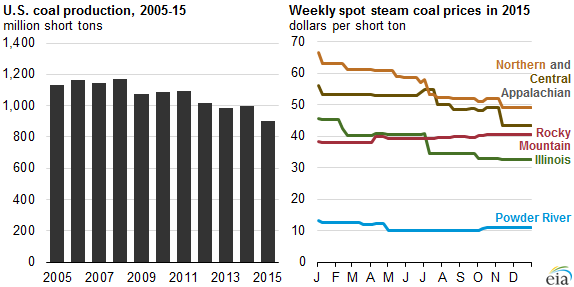 U.S. coal production, 2005-15
million short tons
1,400
1,200
1,000
800
600
400
200
0
2005 2007 2009 2011 2013 2015
Weekly spot steam coal prices in 2015
dollars per short ton
70
60
50
40
30
20
10
0
J F M A M J J A S O N D
Northern and
Central
Appalachian
Rocky
Mountain
Illinois
Powder River
eia